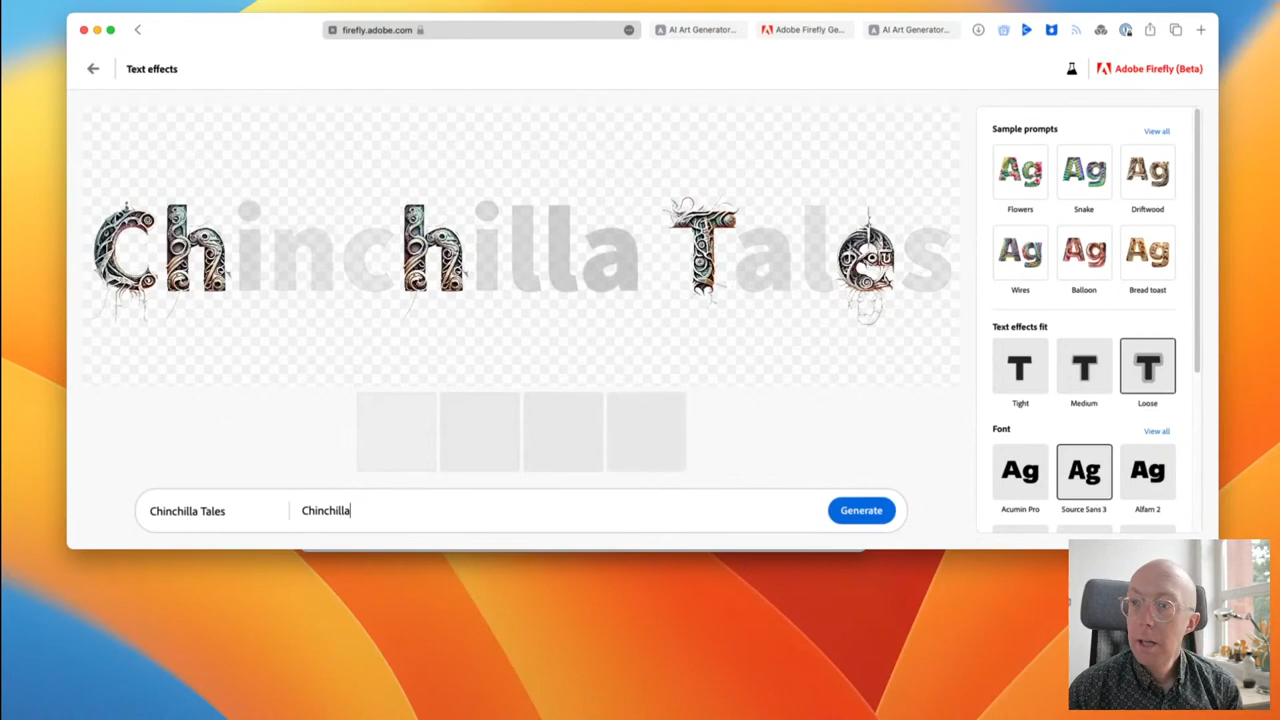 firefly.adobe.com
AI Art Generator...
Adobe Firefly Ge...
AI Art Generator...
Text effects
Adobe Firefly (Beta)
Chinchilla Tales
Sample prompts
View all
Ag
Ag
Ag
Flowers
Snake
Driftwood
Ag
Ag
Ag
Wires
Balloon
Bread toast
Text effects fit
T
T
T
Tight
Medium
Loose
Font
View all
Ag
Ag
Ag
Acumin Pro
Source Sans 3
Alfarn 2
Chinchilla Tales
Chinchilla
Generate